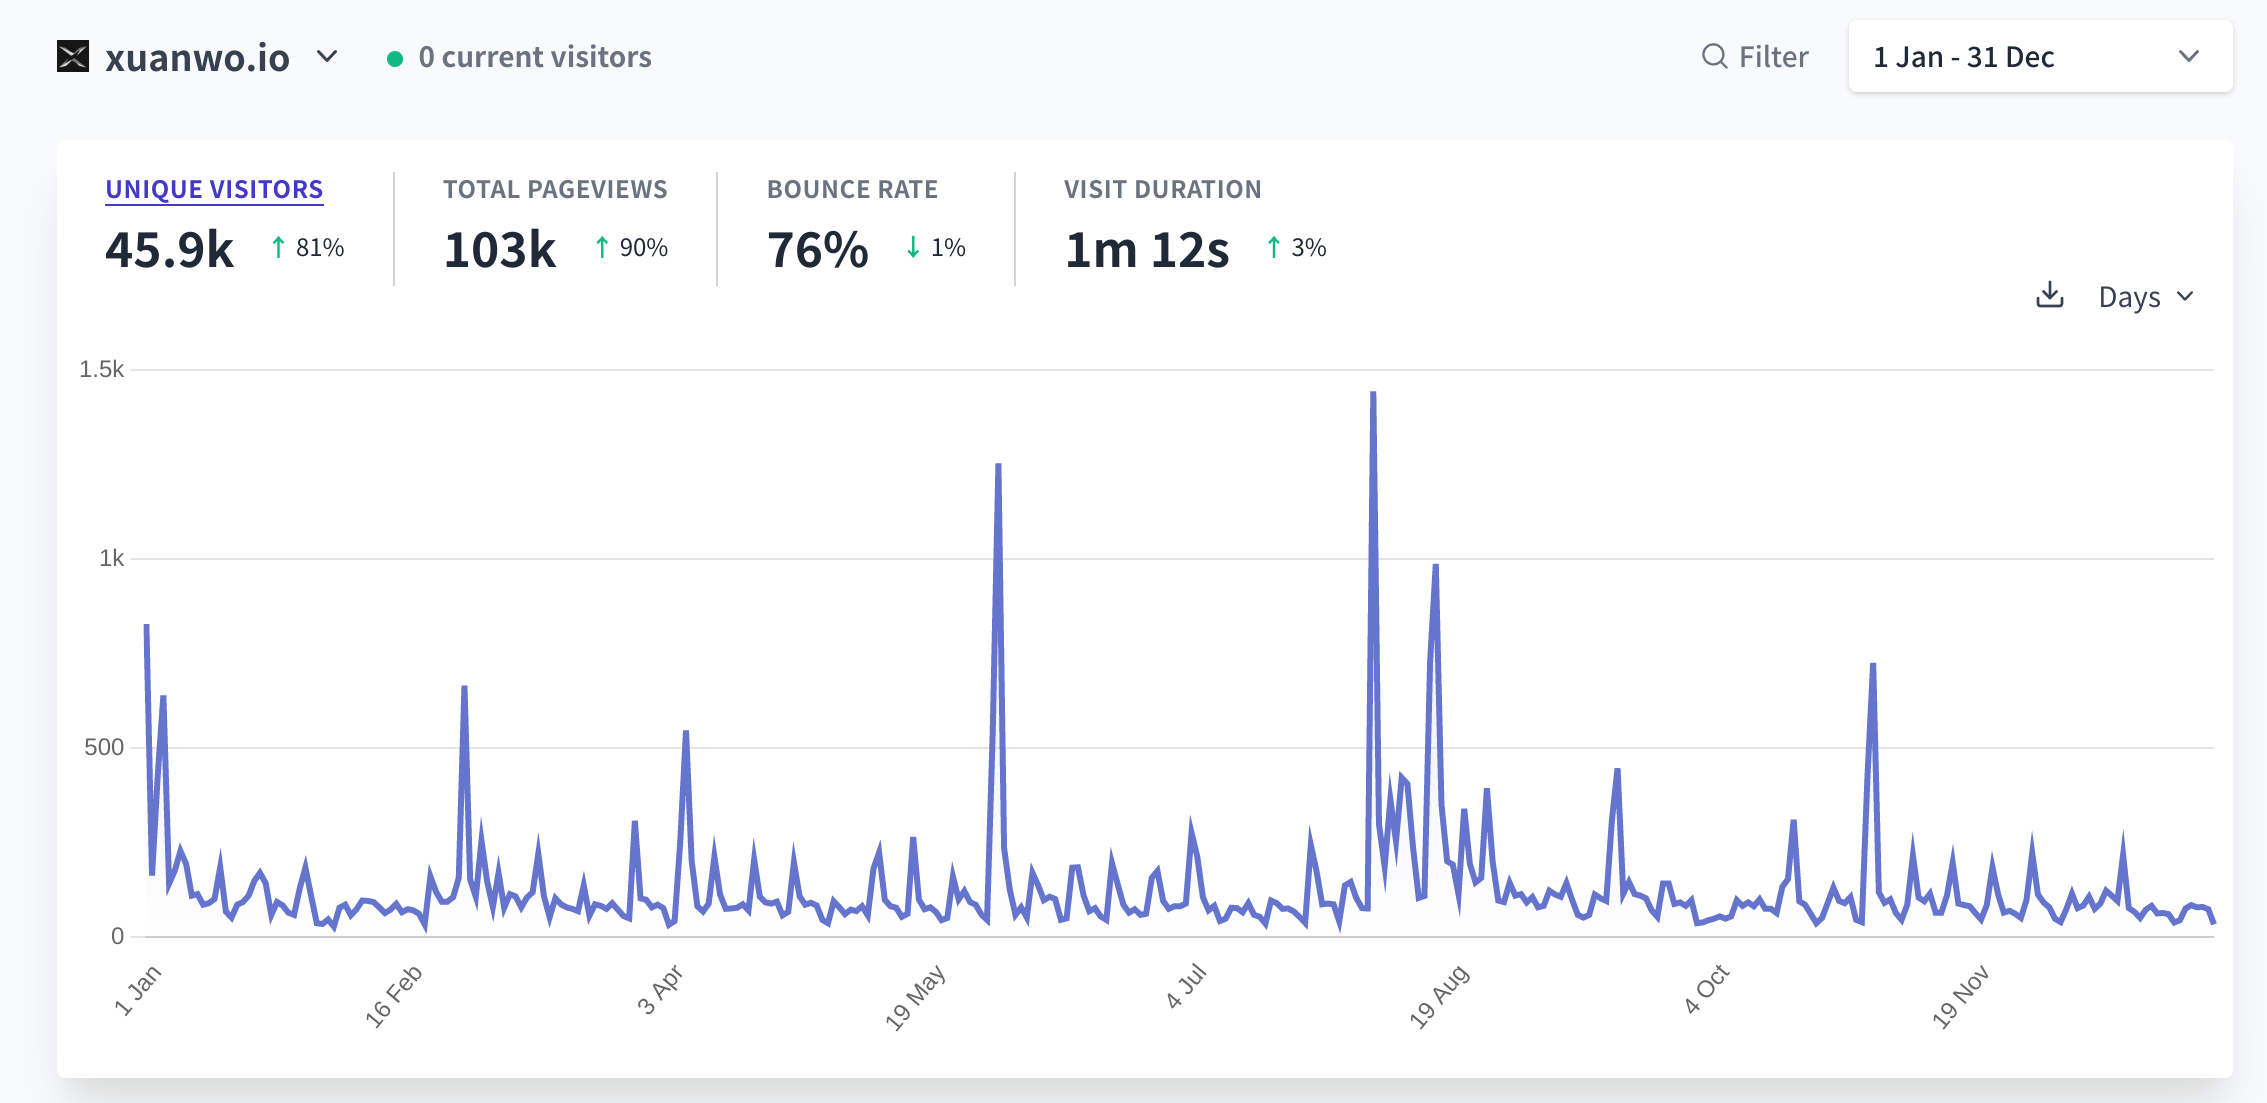 xuanwo.io
0 current visitors
Filter
1 Jan - 31 Dec
UNIQUE VISITORS
45.9k ↑ 81%
TOTAL PAGEVIEWS
103k ↑ 90%
BOUNCE RATE
76% ↓ 1%
VISIT DURATION
1m 12s ↑ 3%
Days
1.5k
1k
500
0
1 Jan
16 Feb
3 Apr
19 May
4 Jul
19 Aug
4 Oct
19 Nov